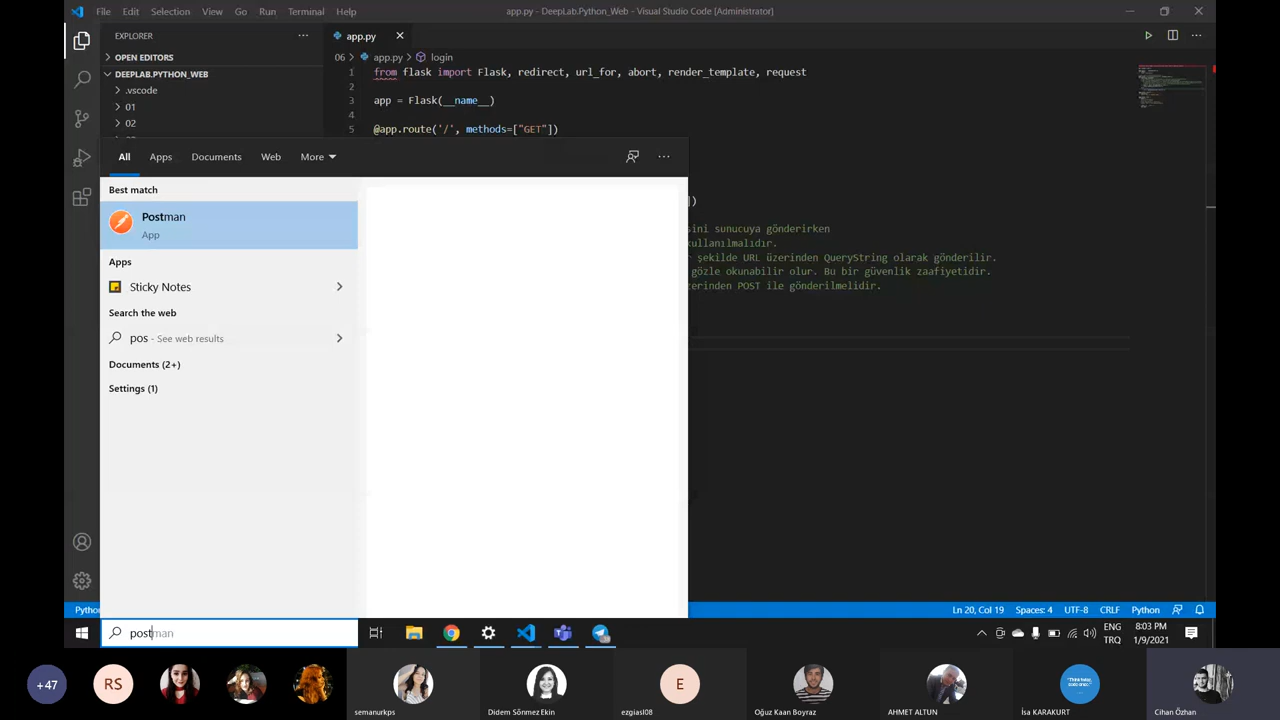 File Edit Selection View Go Run Terminal Help
app.py - DeepLab.Python_Web - Visual Studio Code [Administrator]
EXPLORER
app.py
OPEN EDITORS
06 > app.py > login
DEEPLAB.PYTHON_WEB
1 from flask import Flask, redirect, url_for, abort, render_template, request
.vscode
2
01
3 app = Flask(__name__)
02
4
5 @app.route('/', methods=["GET"])
All Apps Documents Web More
Best match
Postman
App
])
sini sunucuya gönderirken
kullanılmalıdır.
r şekilde URL üzerinden QueryString olarak gönderilir.
gözle okunabilir olur. Bu bir güvenlik zaafiyetidir.
zerinden POST ile gönderilmelidir.
Apps
Sticky Notes
Search the web
pos - See web results
Documents (2+)
Settings (1)
Pytho
Ln 20, Col 19 Spaces: 4 UTF-8 CRLF Python
postman
ENG
TRQ
8:03 PM
1/9/2021
+47
RS
E
semanurkps
Didem Sönmez Ekin
ezgiasl08
Oğuz Kaan Boyraz
AHMET ALTUN
İsa KARAKURT
Cihan Özhan